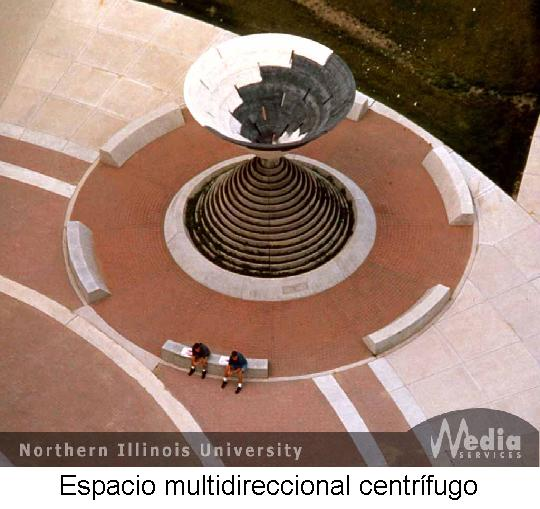 Northern Illinois University
Media
SERVICES
Espacio multidireccional centrífugo